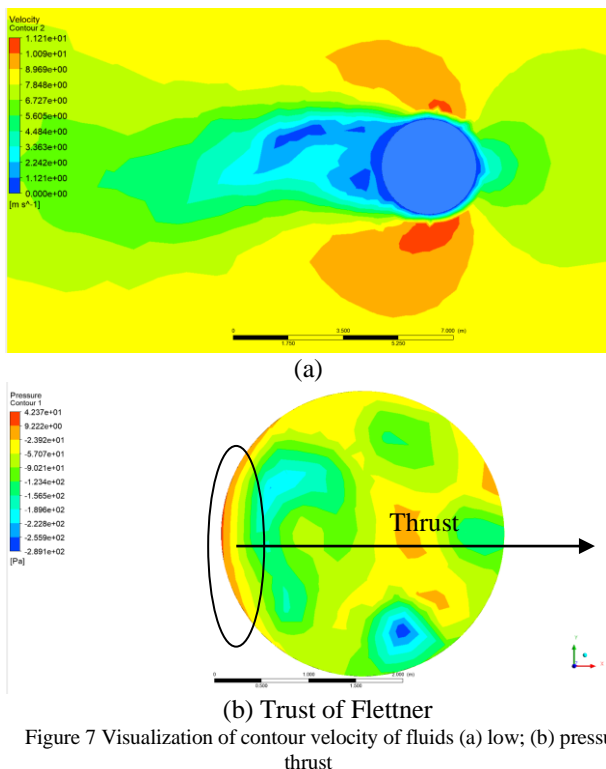 Velocity
Contour 2
1.121e+01
1.009e+01
8.969e+00
7.848e+00
6.727e+00
5.605e+00
4.484e+00
3.363e+00
2.242e+00
1.121e+00
0.000e+00
[m s^-1]
0 3.500 7.000 (m)
1.750 5.250
(a)
Pressure
Contour 1
4.237e+01
9.222e+00
-2.392e+01
-5.707e+01
-9.021e+01
-1.234e+02
-1.565e+02
-1.896e+02
-2.228e+02
-2.559e+02
-2.891e+02
[Pa]
Thrust
0 1.000 2.000 (m)
0.500 1.500
(b) Trust of Flettner
Figure 7 Visualization of contour velocity of fluids (a) low; (b) pressu
thrust